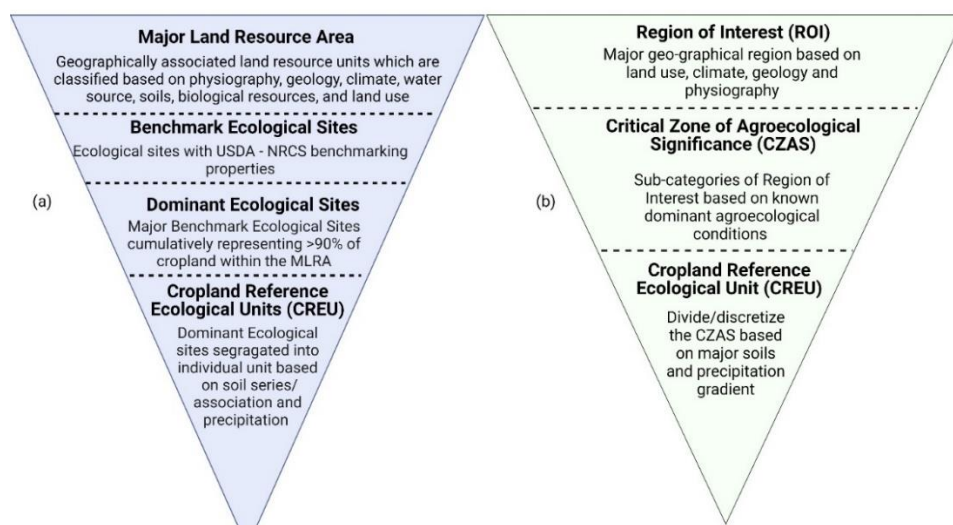 Major Land Resource Area
Geographically associated land resource units which are
classified based on physiography, geology, climate, water
source, soils, biological resources, and land use
Benchmark Ecological Sites
Ecological sites with USDA - NRCS benchmarking
properties
(a)
Dominant Ecological Sites
Major Benchmark Ecological Sites
cumulatively representing >90% of
cropland within the MLRA
Cropland Reference
Ecological Units (CREU)
Dominant Ecological
sites segragated into
individual unit based
on soil series/
association and
precipitation
Region of Interest (ROI)
Major geo-graphical region based on
land use, climate, geology and
physiography
Critical Zone of Agroecological
Significance (CZAS)
(b)
Sub-categories of Region of
Interest based on known
dominant agroecological
conditions
Cropland Reference
Ecological Unit (CREU)
Divide/discretize
the CZAS based
on major soils
and precipitation
gradient